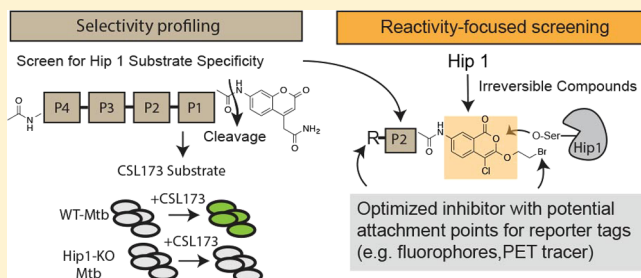 Selectivity profiling
Screen for Hip 1 Substrate Specificity
P4
P3
P2
P1
O
N
H
O
HN
O
O
NH2
O
Cleavage
CSL173 Substrate
WT-Mtb
+CSL173
Hip1-KO
Mtb
+CSL173
Reactivity-focused screening
Hip 1
Irreversible Compounds
R
P2
O
N
H
O
O
O
Cl
Br
O-Ser
Hip1
Optimized inhibitor with potential
attachment points for reporter tags
(e.g. fluorophores,PET tracer)